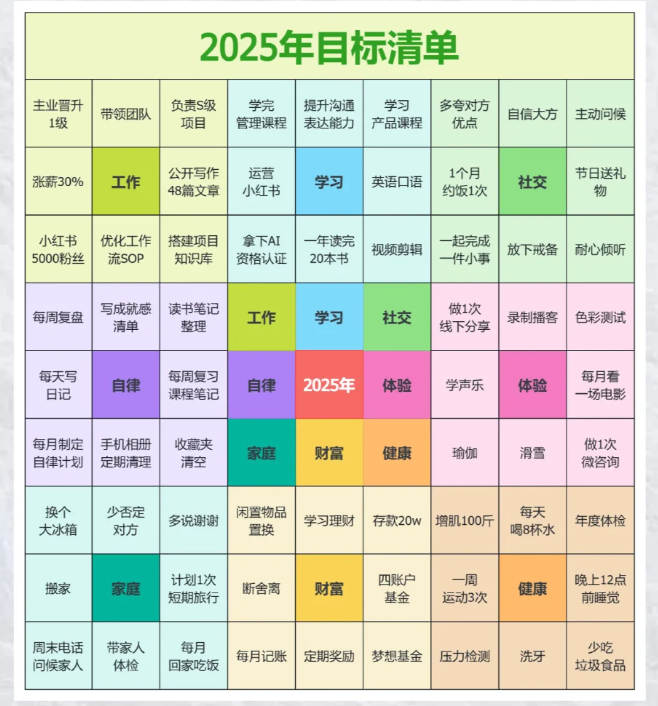 2025年目标清单
主业晋升
1级
带领团队
负责S级
项目
学完
管理课程
提升沟通
表达能力
学习
产品课程
多夸对方
优点
自信大方
主动问候
涨薪30%
工作
公开写作
48篇文章
运营
小红书
学习
英语口语
1个月
约饭1次
社交
节日送礼
物
小红书
5000粉丝
优化工作
流SOP
搭建项目
知识库
拿下AI
资格认证
一年读完
20本书
视频剪辑
一起完成
一件小事
放下戒备
耐心倾听
每周复盘
写成就感
清单
读书笔记
整理
工作
学习
社交
做1次
线下分享
录制播客
色彩测试
每天写
日记
自律
每周复习
课程笔记
自律
2025年
体验
学声乐
体验
每月看
一场电影
每月制定
自律计划
手机相册
定期清理
收藏夹
清空
家庭
财富
健康
瑜伽
滑雪
做1次
微咨询
换个
大冰箱
少否定
对方
多说谢谢
闲置物品
置换
学习理财
存款20w
增肌100斤
每天
喝8杯水
年度体检
搬家
家庭
计划1次
短期旅行
断舍离
财富
四账户
基金
一周
运动3次
健康
晚上12点
前睡觉
周末电话
问候家人
带家人
体检
每月
回家吃饭
每月记账
定期奖励
梦想基金
压力检测
洗牙
少吃
垃圾食品